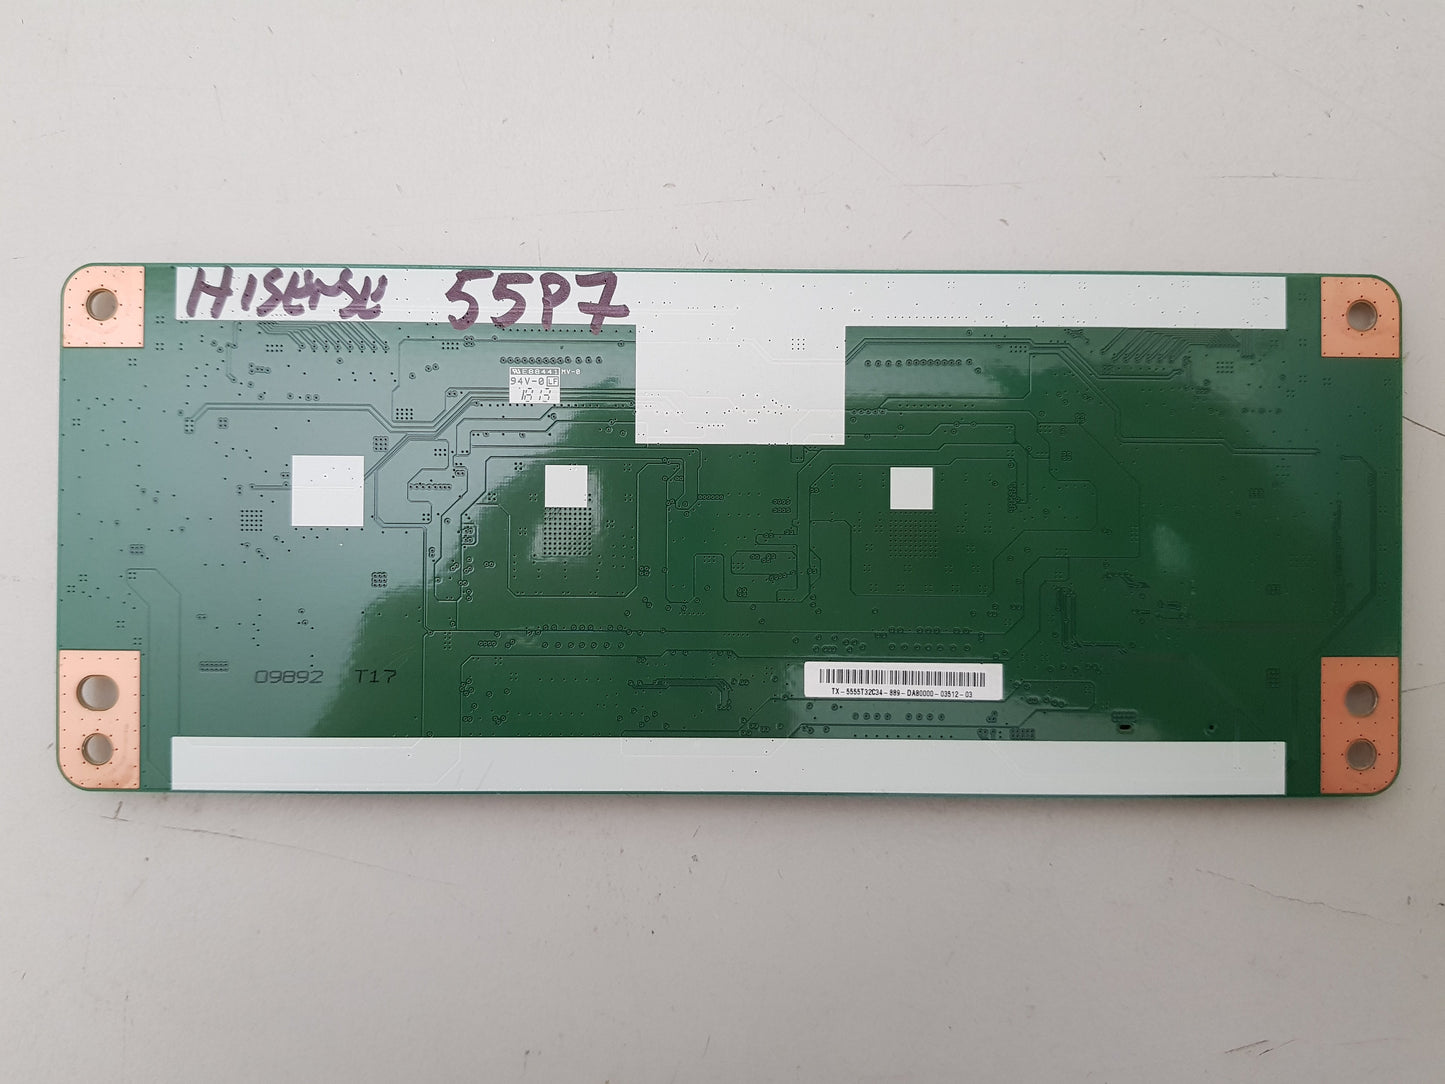 HISENSE 55P7
E88441 MV-0
94V-0 LF
1813
09892 T17
TX-5555T32C34-889-DA80000-03512-03